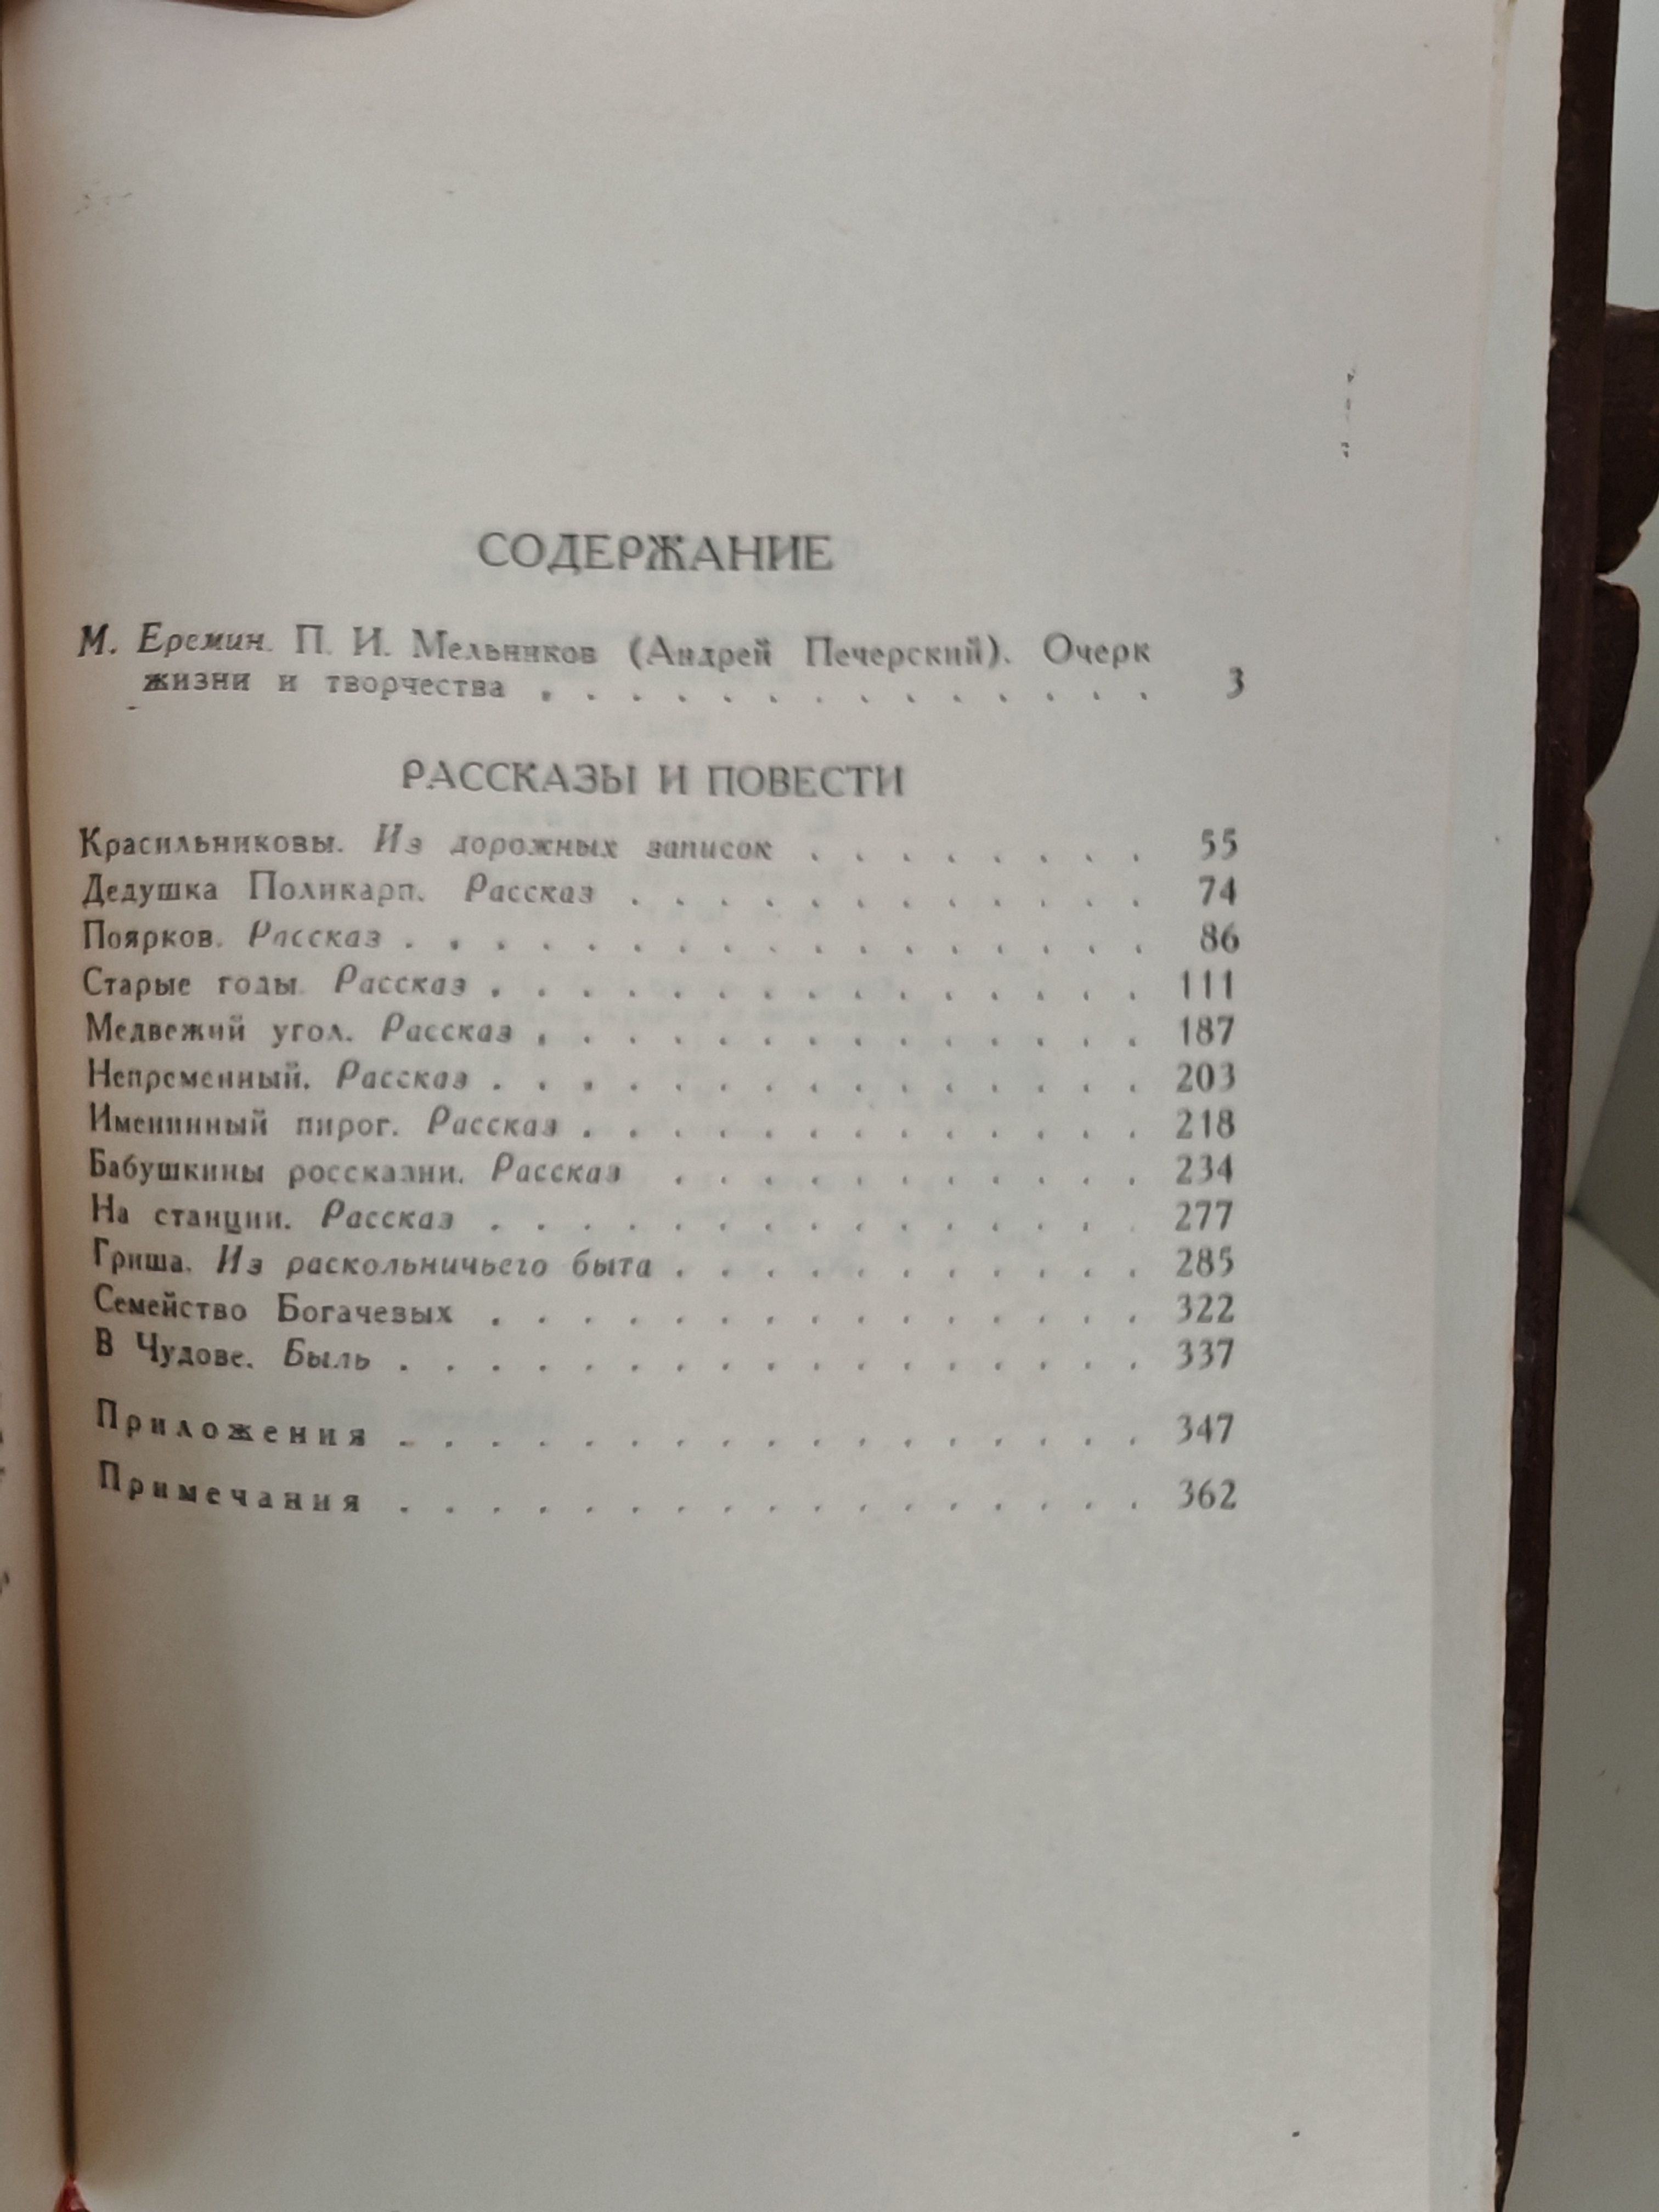 СОДЕРЖАНИЕ
М. Еремин. П. И. Мельников (Андрей Печерский). Очерк
жизни и творчества . . . . . . . . . . . . . . 3
РАССКАЗЫ И ПОВЕСТИ
Красильниковы. Из дорожных записок . . . . . . . . 55
Дедушка Поликарп. Рассказ . . . . . . . . . . . . 74
Поярков. Рассказ . . . . . . . . . . . . . . . . . 86
Старые годы. Рассказ . . . . . . . . . . . . . . . 111
Медвежий угол. Рассказ . . . . . . . . . . . . . . 187
Непременный. Рассказ . . . . . . . . . . . . . . . 203
Именинный пирог. Рассказ . . . . . . . . . . . . . 218
Бабушкины россказни. Рассказ . . . . . . . . . . . 234
На станции. Рассказ . . . . . . . . . . . . . . . 277
Гриша. Из раскольничьего быта . . . . . . . . . . . 285
Семейство Богачевых . . . . . . . . . . . . . . . 322
В Чудове. Быль . . . . . . . . . . . . . . . . . 337
Приложения . . . . . . . . . . . . . . . . . 347
Примечания . . . . . . . . . . . . . . . . . 362